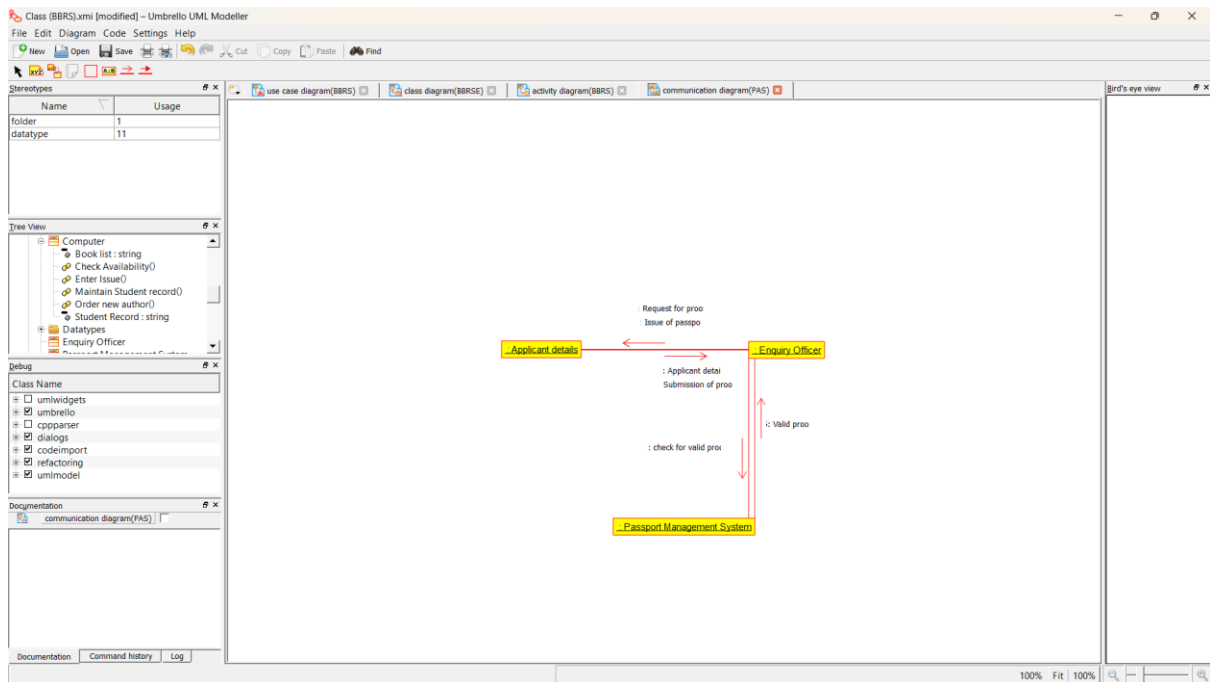 Class (BBRS).xmi [modified] – Umbrello UML Modeller
File Edit Diagram Code Settings Help
New Open Save Cut Copy Paste Find
Stereotypes
Name Usage
folder 1
datatype 11
Tree View
Computer
Book list : string
Check Availability()
Enter Issue()
Maintain Student record()
Order new author()
Student Record : string
Datatypes
Enquiry Officer
Debug
Class Name
umlwidgets
umbrello
cppparser
dialogs
codeimport
refactoring
umlmodel
Documentation
communication diagram(PAS)
Documentation Command history Log
use case diagram(BBRS) class diagram(BBRSE) activity diagram(BBRS) communication diagram(PAS)
: Request for proo
: Issue of passpo
: Applicant details
: Enquiry Officer
: Applicant detai
Submission of proo
: Valid proo
: check for valid proo
: Passport Management System
Bird's eye view
100% Fit 100%